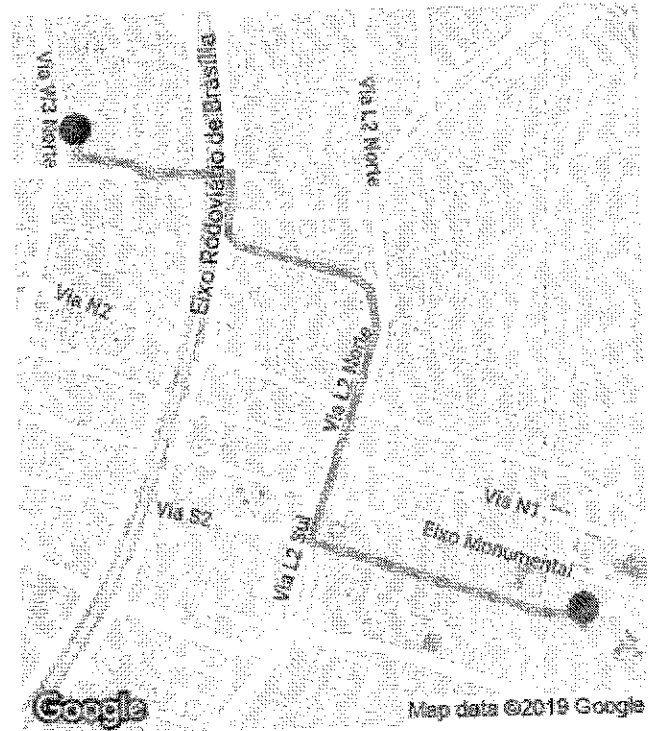 Via W3 Norte
Eixo Rodoviário de Brasília
Via L2 Norte
Via N2
Via L2 Norte
Via S2
Via L2 Sul
Via N1
Eixo Monumental
Google
Map data ©2019 Google